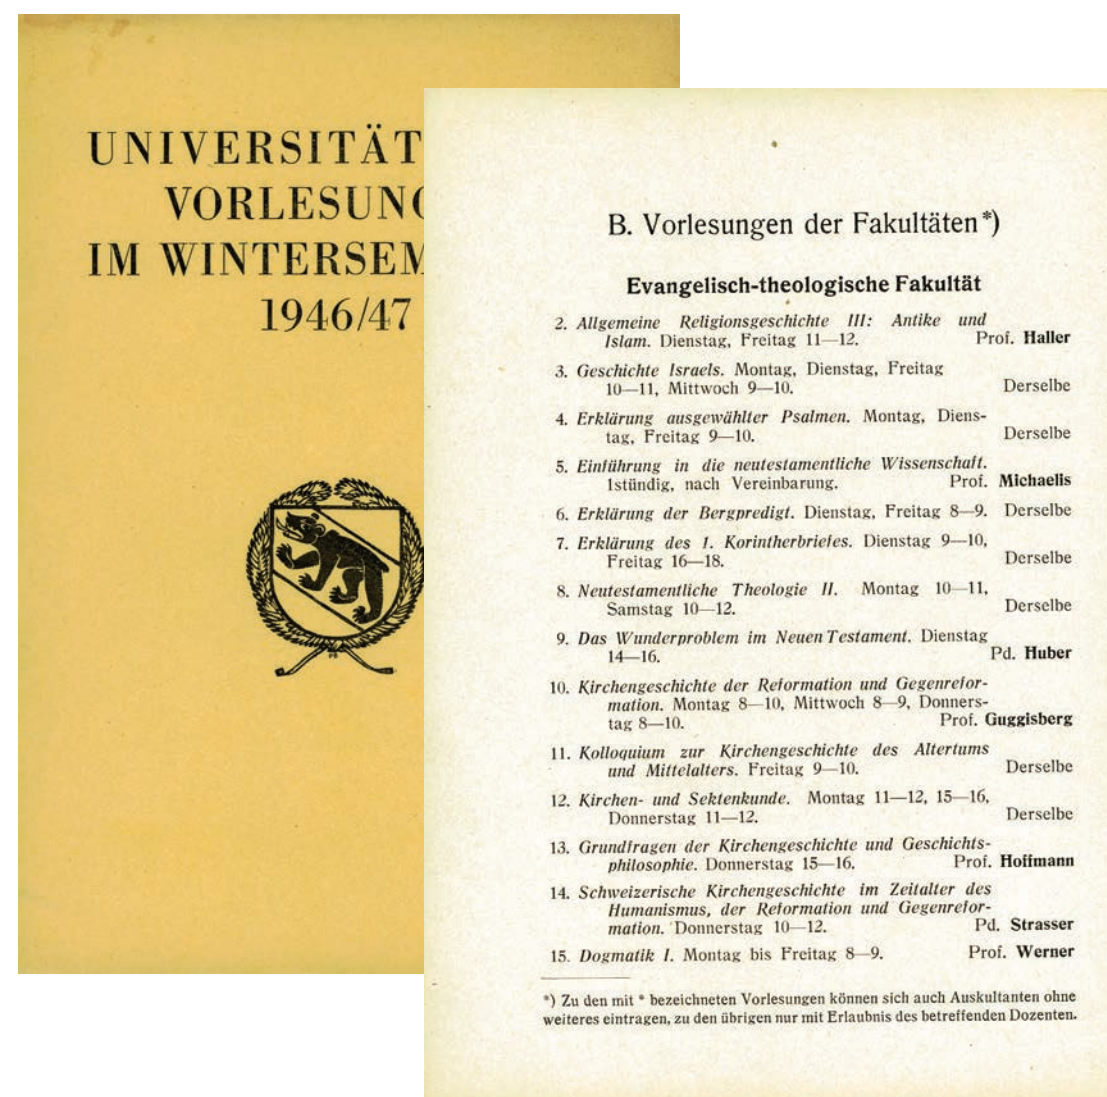 UNIVERSITÄT
VORLESUNG
IM WINTERSEM
1946/47
B. Vorlesungen der Fakultäten*)
Evangelisch-theologische Fakultät
2. Allgemeine Religionsgeschichte III: Antike und
Islam. Dienstag, Freitag 11—12. Prof. Haller
3. Geschichte Israels. Montag, Dienstag, Freitag
10—11, Mittwoch 9—10. Derselbe
4. Erklärung ausgewählter Psalmen. Montag, Diens-
tag, Freitag 9—10. Derselbe
5. Einführung in die neutestamentliche Wissenschaft.
1stündig, nach Vereinbarung. Prof. Michaelis
6. Erklärung der Bergpredigt. Dienstag, Freitag 8—9. Derselbe
7. Erklärung des 1. Korintherbriefes. Dienstag 9—10,
Freitag 16—18. Derselbe
8. Neutestamentliche Theologie II. Montag 10—11,
Samstag 10—12. Derselbe
9. Das Wunderproblem im Neuen Testament. Dienstag
14—16. Pd. Huber
10. Kirchengeschichte der Reformation und Gegenrefor-
mation. Montag 8—10, Mittwoch 8—9, Donners-
tag 8—10. Prof. Guggisberg
11. Kolloquium zur Kirchengeschichte des Altertums
und Mittelalters. Freitag 9—10. Derselbe
12. Kirchen- und Sektenkunde. Montag 11—12, 15—16,
Donnerstag 11—12. Derselbe
13. Grundfragen der Kirchengeschichte und Geschichts-
philosophie. Donnerstag 15—16. Prof. Hoffmann
14. Schweizerische Kirchengeschichte im Zeitalter des
Humanismus, der Reformation und Gegenrefor-
mation. Donnerstag 10—12. Pd. Strasser
15. Dogmatik I. Montag bis Freitag 8—9. Prof. Werner
*) Zu den mit * bezeichneten Vorlesungen können sich auch Auskultanten ohne
weiteres eintragen, zu den übrigen nur mit Erlaubnis des betreffenden Dozenten.